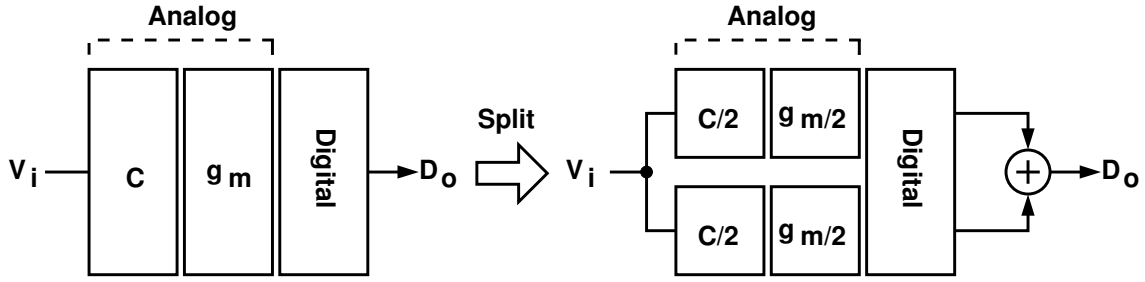 Analog
V i
C
g m
Digital
D o
Split
Analog
V i
C/2
g m/2
C/2
g m/2
Digital
+
D o